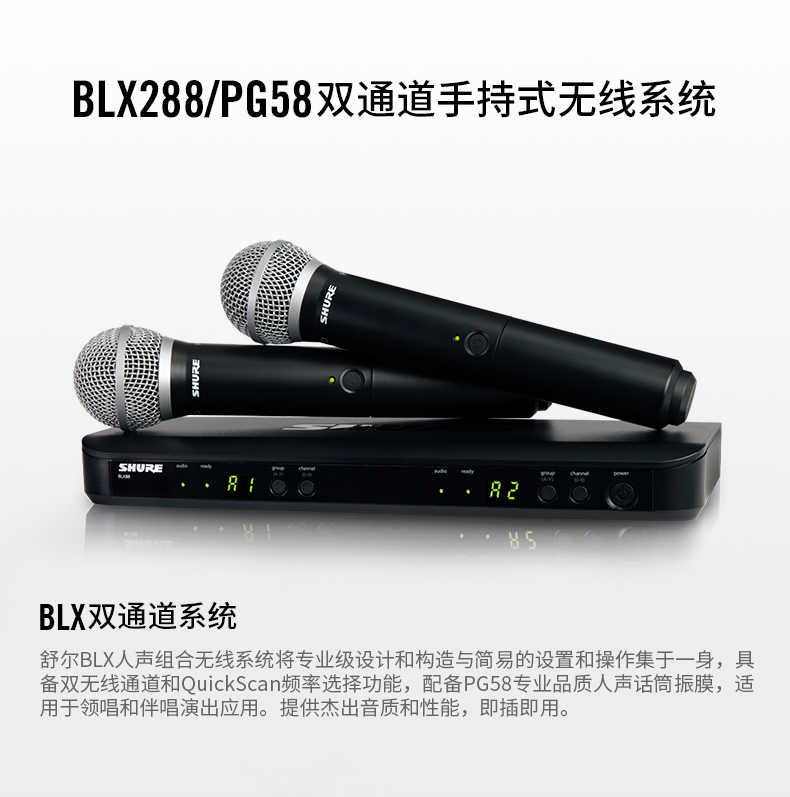 BLX288/PG58双通道手持式无线系统
SHURE
SHURE
SHURE
BLX88
audio ready group channel
(A-Y) (0-9)
A1
audio ready group channel power
(A-Y) (0-9)
A2
BLX双通道系统
舒尔BLX人声组合无线系统将专业级设计和构造与简易的设置和操作集于一身，具
备双无线通道和QuickScan频率选择功能，配备PG58专业品质人声话筒振膜，适
用于领唱和伴唱演出应用。提供杰出音质和性能，即插即用。